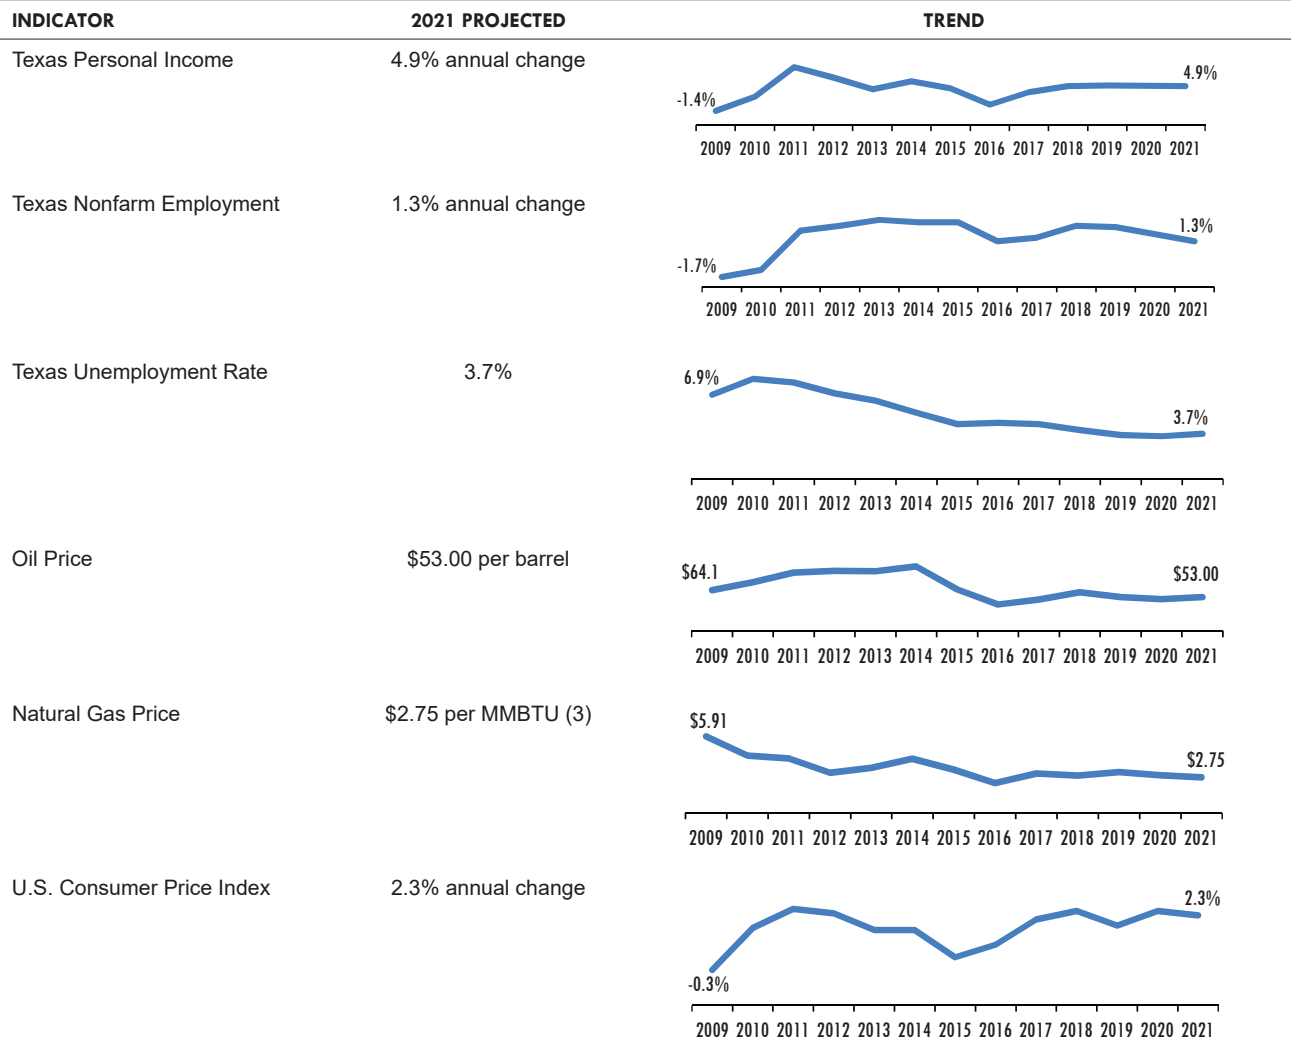 INDICATOR 2021 PROJECTED TREND
Texas Personal Income 4.9% annual change
-1.4% 4.9%
2009 2010 2011 2012 2013 2014 2015 2016 2017 2018 2019 2020 2021
Texas Nonfarm Employment 1.3% annual change
-1.7% 1.3%
2009 2010 2011 2012 2013 2014 2015 2016 2017 2018 2019 2020 2021
Texas Unemployment Rate 3.7%
6.9% 3.7%
2009 2010 2011 2012 2013 2014 2015 2016 2017 2018 2019 2020 2021
Oil Price $53.00 per barrel
$64.1 $53.00
2009 2010 2011 2012 2013 2014 2015 2016 2017 2018 2019 2020 2021
Natural Gas Price $2.75 per MMBTU (3)
$5.91 $2.75
2009 2010 2011 2012 2013 2014 2015 2016 2017 2018 2019 2020 2021
U.S. Consumer Price Index 2.3% annual change
2.3%
-0.3%
2009 2010 2011 2012 2013 2014 2015 2016 2017 2018 2019 2020 2021